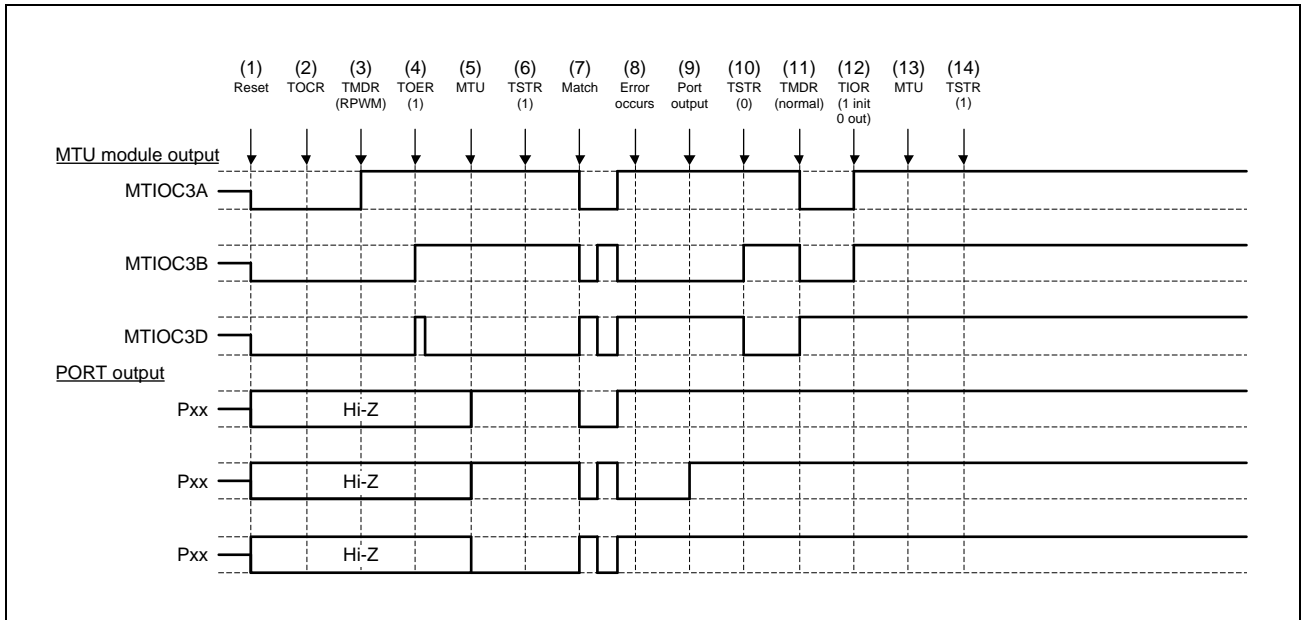 (1) (2) (3) (4) (5) (6) (7) (8) (9) (10) (11) (12) (13) (14)
Reset TOCR TMDR TOER MTU TSTR Match Error Port TSTR TMDR TIOR MTU TSTR
(RPWM) (1) (1) occurs output (0) (normal) (1 init (1)
0 out)
MTU module output
MTIOC3A
MTIOC3B
MTIOC3D
PORT output
Pxx Hi-Z
Pxx Hi-Z
Pxx Hi-Z